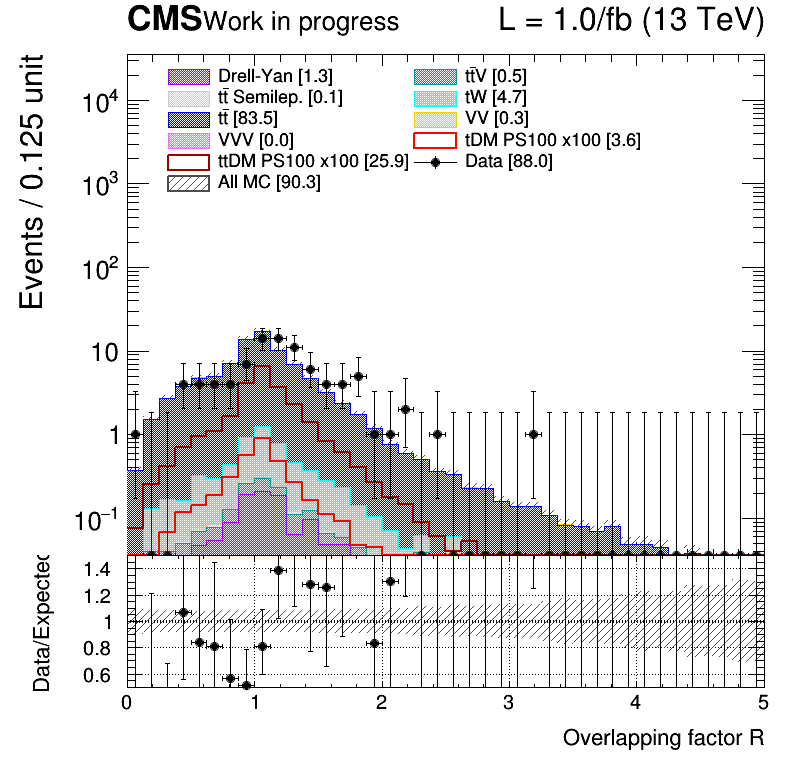 CMS Work in progress L = 1.0/fb (13 TeV)
Events / 0.125 unit
Drell-Yan [1.3] tt̄V [0.5]
tt̄ Semilep. [0.1] tW [4.7]
tt̄ [83.5] VV [0.3]
VVV [0.0] tDM PS100 x100 [3.6]
ttDM PS100 x100 [25.9] Data [88.0]
All MC [90.3]
10⁴
10³
10²
10
1
10⁻¹
Data/Expected
1.4
1.2
1
0.8
0.6
0 1 2 3 4 5
Overlapping factor R